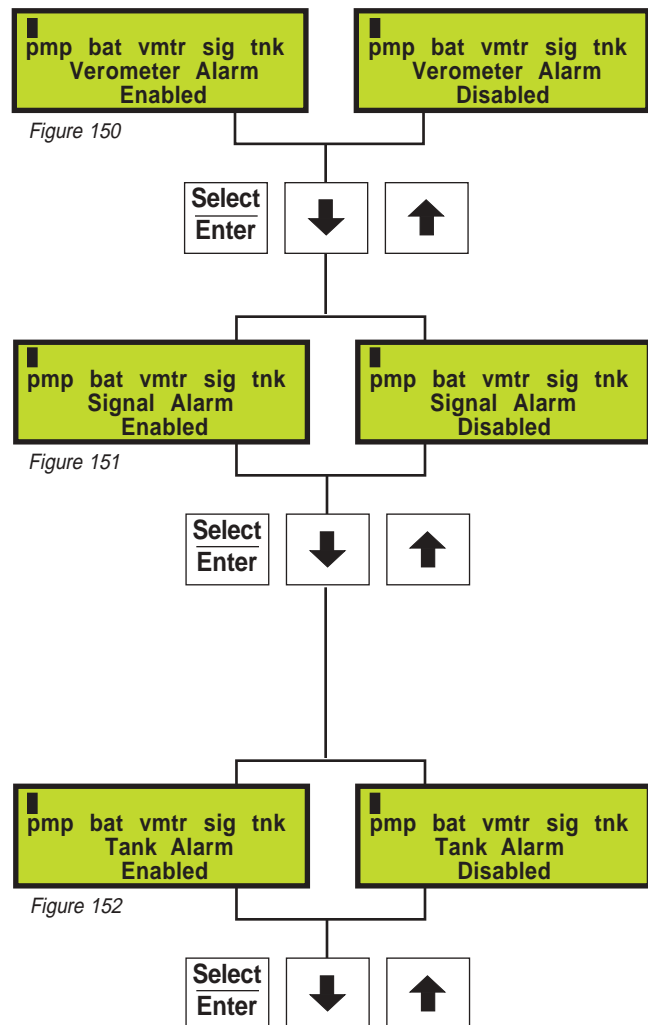 pmp bat vmtr sig tnk
Verometer Alarm
Enabled
pmp bat vmtr sig tnk
Verometer Alarm
Disabled
Figure 150
Select
Enter
pmp bat vmtr sig tnk
Signal Alarm
Enabled
pmp bat vmtr sig tnk
Signal Alarm
Disabled
Figure 151
Select
Enter
pmp bat vmtr sig tnk
Tank Alarm
Enabled
pmp bat vmtr sig tnk
Tank Alarm
Disabled
Figure 152
Select
Enter